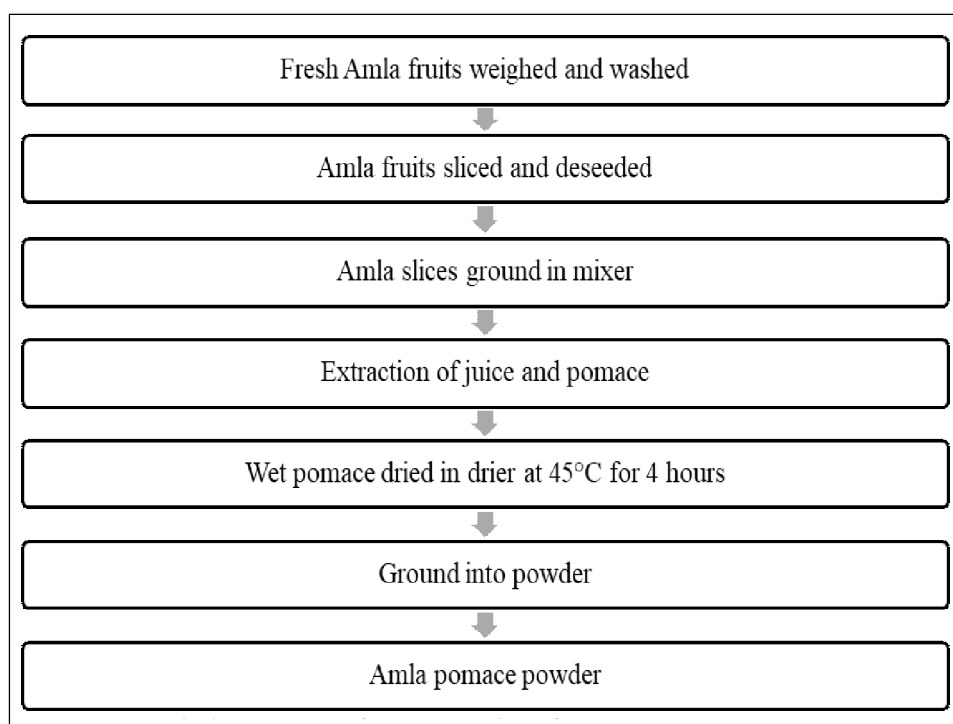 Fresh Amla fruits weighed and washed
Amla fruits sliced and deseeded
Amla slices ground in mixer
Extraction of juice and pomace
Wet pomace dried in drier at 45°C for 4 hours
Ground into powder
Amla pomace powder